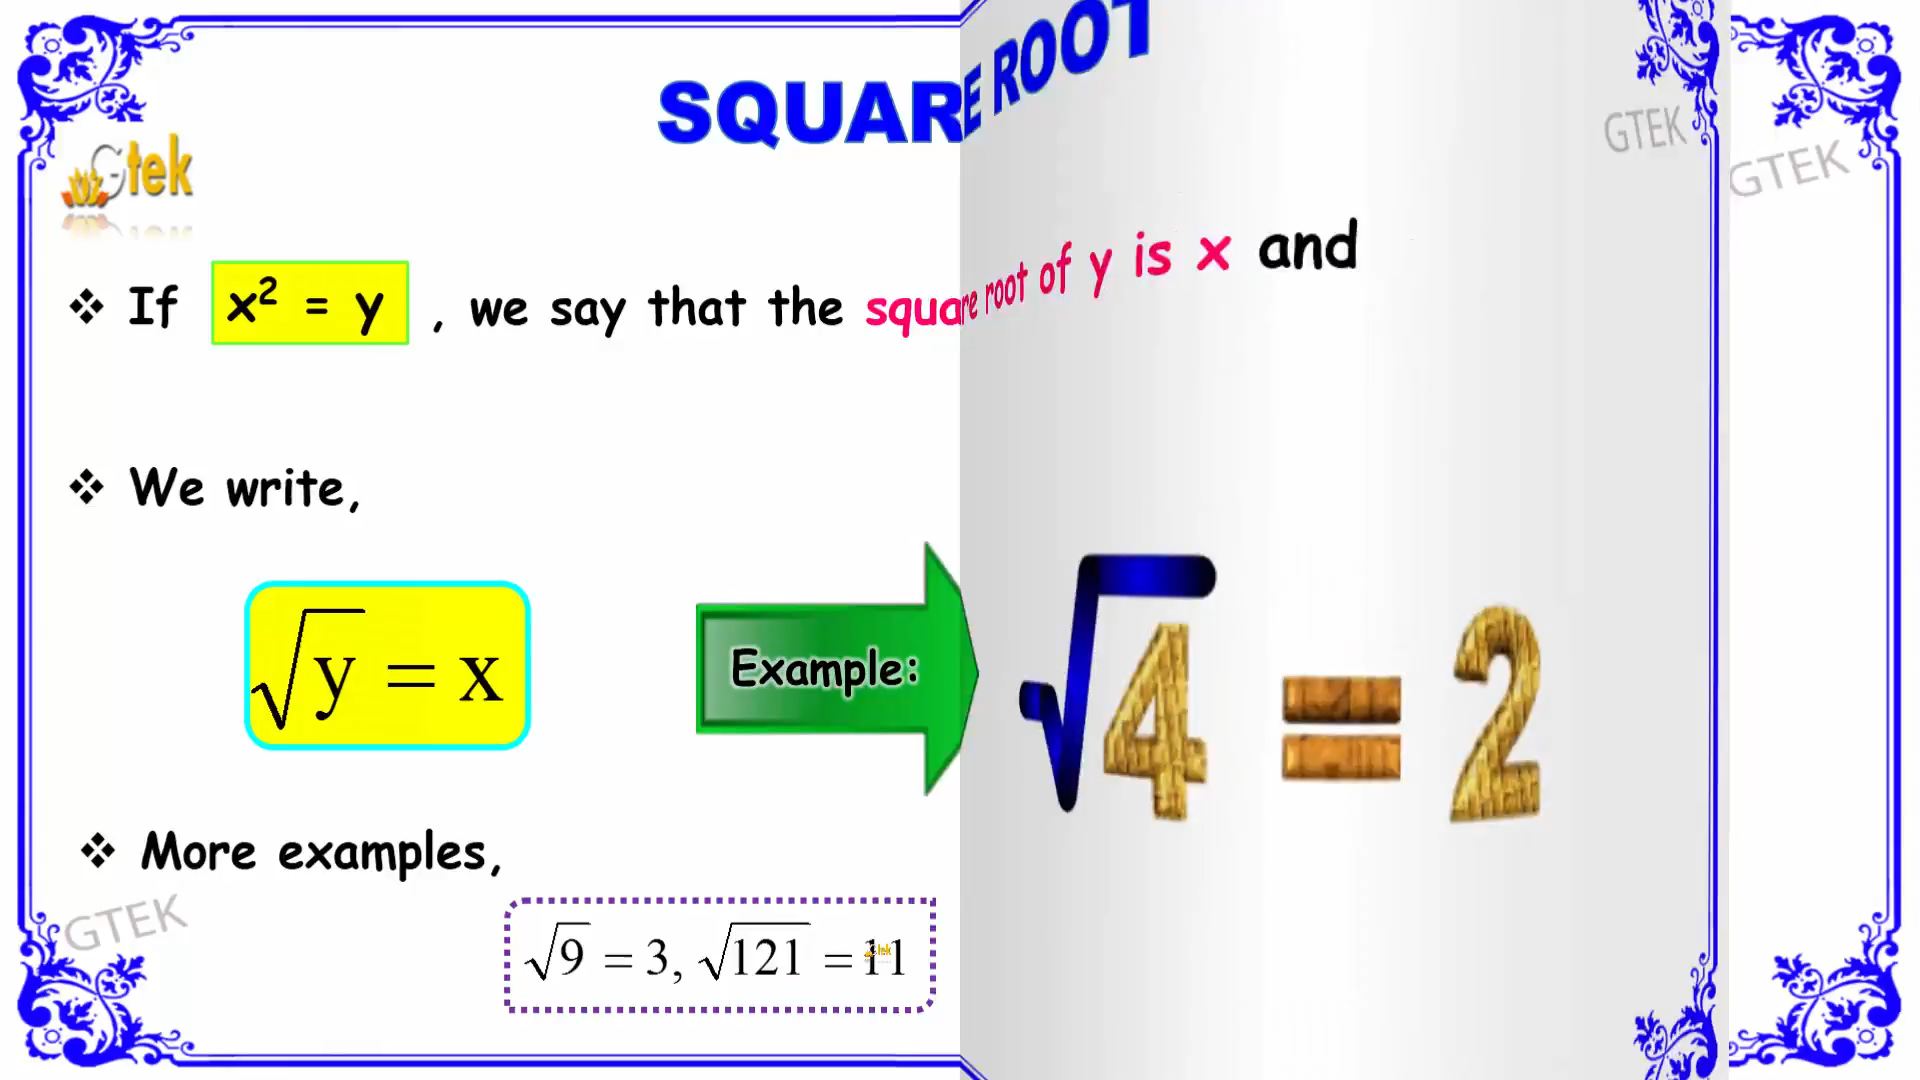 SQUARE ROOT
Gtek
GTEK
GTEK
❖ If x² = y , we say that the square root of y is x and
❖ We write,
√y = x
Example:
√4 = 2
❖ More examples,
GTEK
√9 = 3, √121 = 11